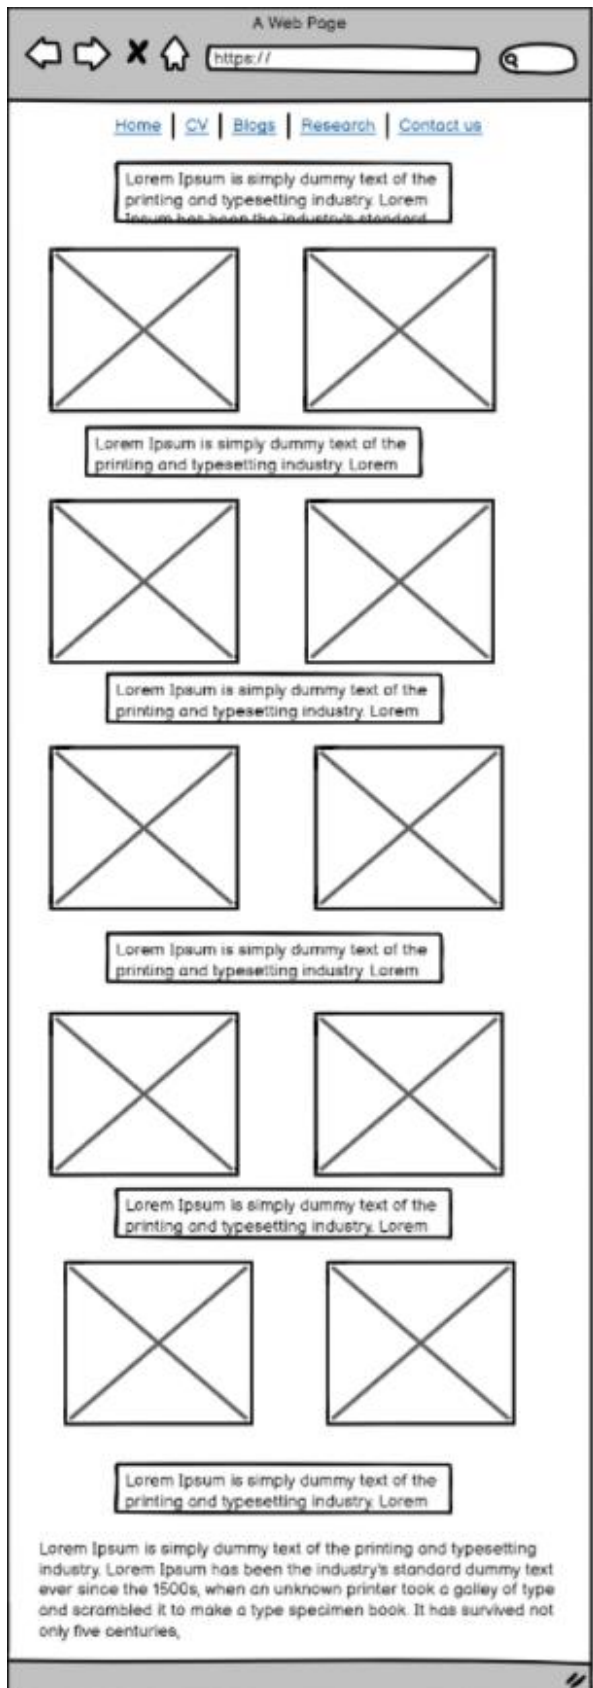 A Web Page
https://
Home | CV | Blogs | Research | Contact us
Lorem Ipsum is simply dummy text of the
printing and typesetting industry. Lorem
Ipsum has been the industry's standard
Lorem Ipsum is simply dummy text of the
printing and typesetting industry. Lorem
Lorem Ipsum is simply dummy text of the
printing and typesetting industry. Lorem
Lorem Ipsum is simply dummy text of the
printing and typesetting industry. Lorem
Lorem Ipsum is simply dummy text of the
printing and typesetting industry. Lorem
Lorem Ipsum is simply dummy text of the
printing and typesetting industry. Lorem
Lorem Ipsum is simply dummy text of the printing and typesetting
industry. Lorem Ipsum has been the industry's standard dummy text
ever since the 1500s, when an unknown printer took a galley of type
and scrambled it to make a type specimen book. It has survived not
only five centuries,